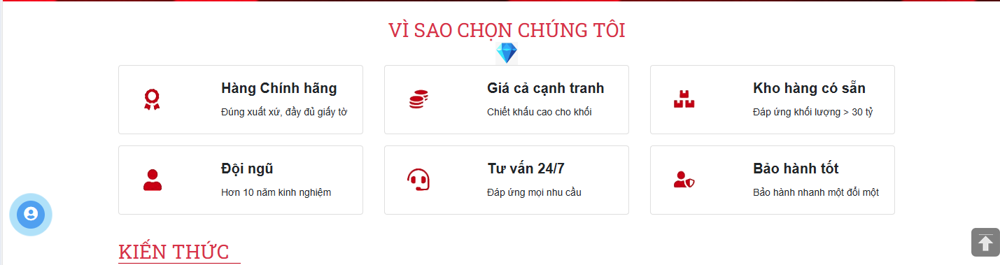 VÌ SAO CHỌN CHÚNG TÔI
Hàng Chính hãng
Đúng xuất xứ, đầy đủ giấy tờ
Giá cả cạnh tranh
Chiết khấu cao cho khối
Kho hàng có sẵn
Đáp ứng khối lượng > 30 tỷ
Đội ngũ
Hơn 10 năm kinh nghiệm
Tư vấn 24/7
Đáp ứng mọi nhu cầu
Bảo hành tốt
Bảo hành nhanh một đổi một
KIẾN THỨC